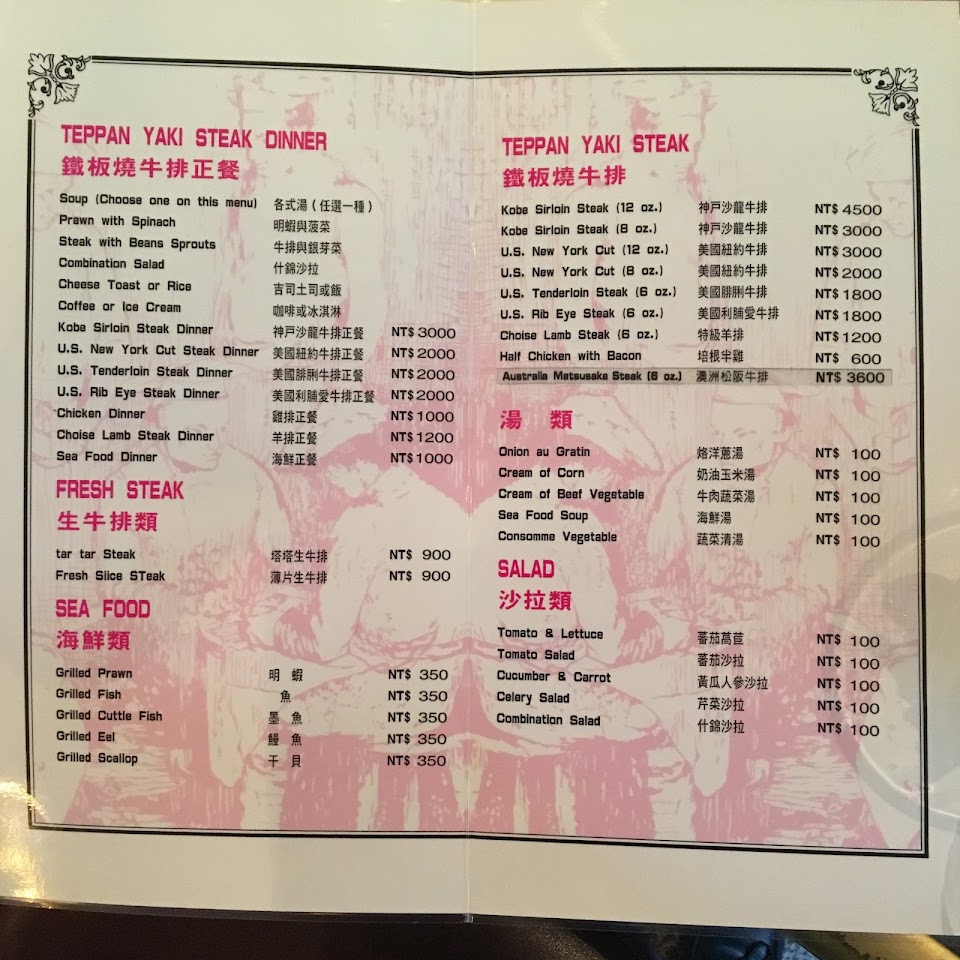 TEPPAN YAKI STEAK DINNER
鐵板燒牛排正餐
Soup (Choose one on this menu) 各式湯(任選一種)
Prawn with Spinach 明蝦與菠菜
Steak with Beans Sprouts 牛排與銀芽菜
Combination Salad 什錦沙拉
Cheese Toast or Rice 吉司土司或飯
Coffee or Ice Cream 咖啡或冰淇淋
Kobe Sirloin Steak Dinner 神戶沙龍牛排正餐 NT$ 3000
U.S. New York Cut Steak Dinner 美國紐約牛排正餐 NT$ 2000
U.S. Tenderloin Steak Dinner 美國腓脷牛排正餐 NT$ 2000
U.S. Rib Eye Steak Dinner 美國利脯愛牛排正餐 NT$ 2000
Chicken Dinner 雞排正餐 NT$ 1000
Choise Lamb Steak Dinner 羊排正餐 NT$ 1200
Sea Food Dinner 海鮮正餐 NT$ 1000
FRESH STEAK
生牛排類
tar tar Steak 塔塔生牛排 NT$ 900
Fresh Slice STeak 薄片生牛排 NT$ 900
SEA FOOD
海鮮類
Grilled Prawn 明 蝦 NT$ 350
Grilled Fish 魚 NT$ 350
Grilled Cuttle Fish 墨 魚 NT$ 350
Grilled Eel 鰻 魚 NT$ 350
Grilled Scallop 干 貝 NT$ 350
TEPPAN YAKI STEAK
鐵板燒牛排
Kobe Sirloin Steak (12 oz.) 神戶沙龍牛排 NT$ 4500
Kobe Sirloin Steak (8 oz.) 神戶沙龍牛排 NT$ 3000
U.S. New York Cut (12 oz.) 美國紐約牛排 NT$ 3000
U.S. New York Cut (8 oz.) 美國紐約牛排 NT$ 2000
U.S. Tenderloin Steak (6 oz.) 美國腓脷牛排 NT$ 1800
U.S. Rib Eye Steak (6 oz.) 美國利脯愛牛排 NT$ 1800
Choise Lamb Steak (6 oz.) 特級羊排 NT$ 1200
Half Chicken with Bacon 培根半雞 NT$ 600
Australia Matsusaka Steak (6 oz.) 澳洲松阪牛排 NT$ 3600
湯 類
Onion au Gratin 烙洋蔥湯 NT$ 100
Cream of Corn 奶油玉米湯 NT$ 100
Cream of Beef Vegetable 牛肉蔬菜湯 NT$ 100
Sea Food Soup 海鮮湯 NT$ 100
Consomme Vegetable 蔬菜清湯 NT$ 100
SALAD
沙拉類
Tomato & Lettuce 蕃茄萵苣 NT$ 100
Tomato Salad 蕃茄沙拉 NT$ 100
Cucumber & Carrot 黃瓜人參沙拉 NT$ 100
Celery Salad 芹菜沙拉 NT$ 100
Combination Salad 什錦沙拉 NT$ 100